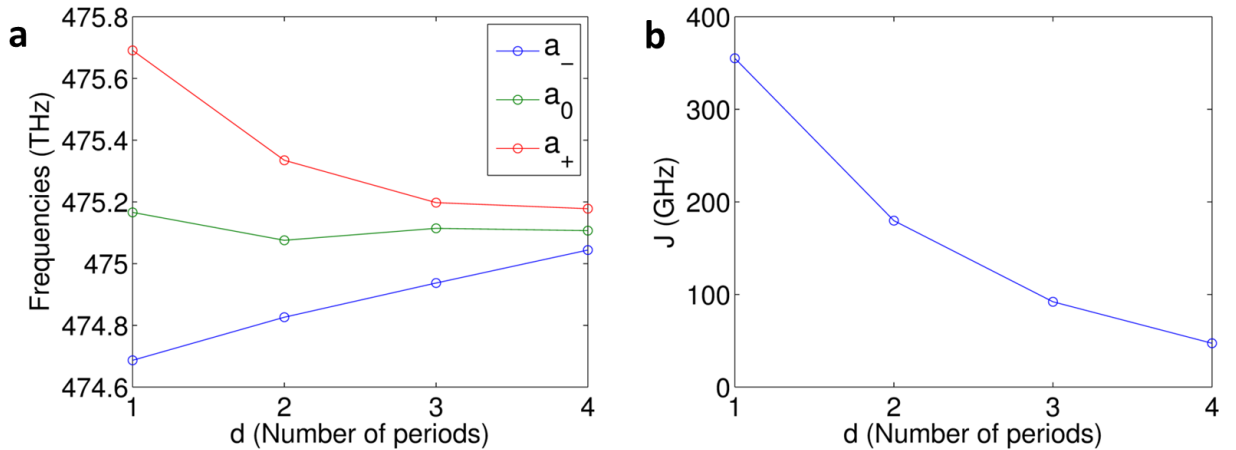 a
475.8
475.6
475.4
475.2
475
474.8
474.6
1
2
3
4
Frequencies (THz)
d (Number of periods)
a_
a0
a+
b
400
300
200
100
0
1
2
3
4
J (GHz)
d (Number of periods)